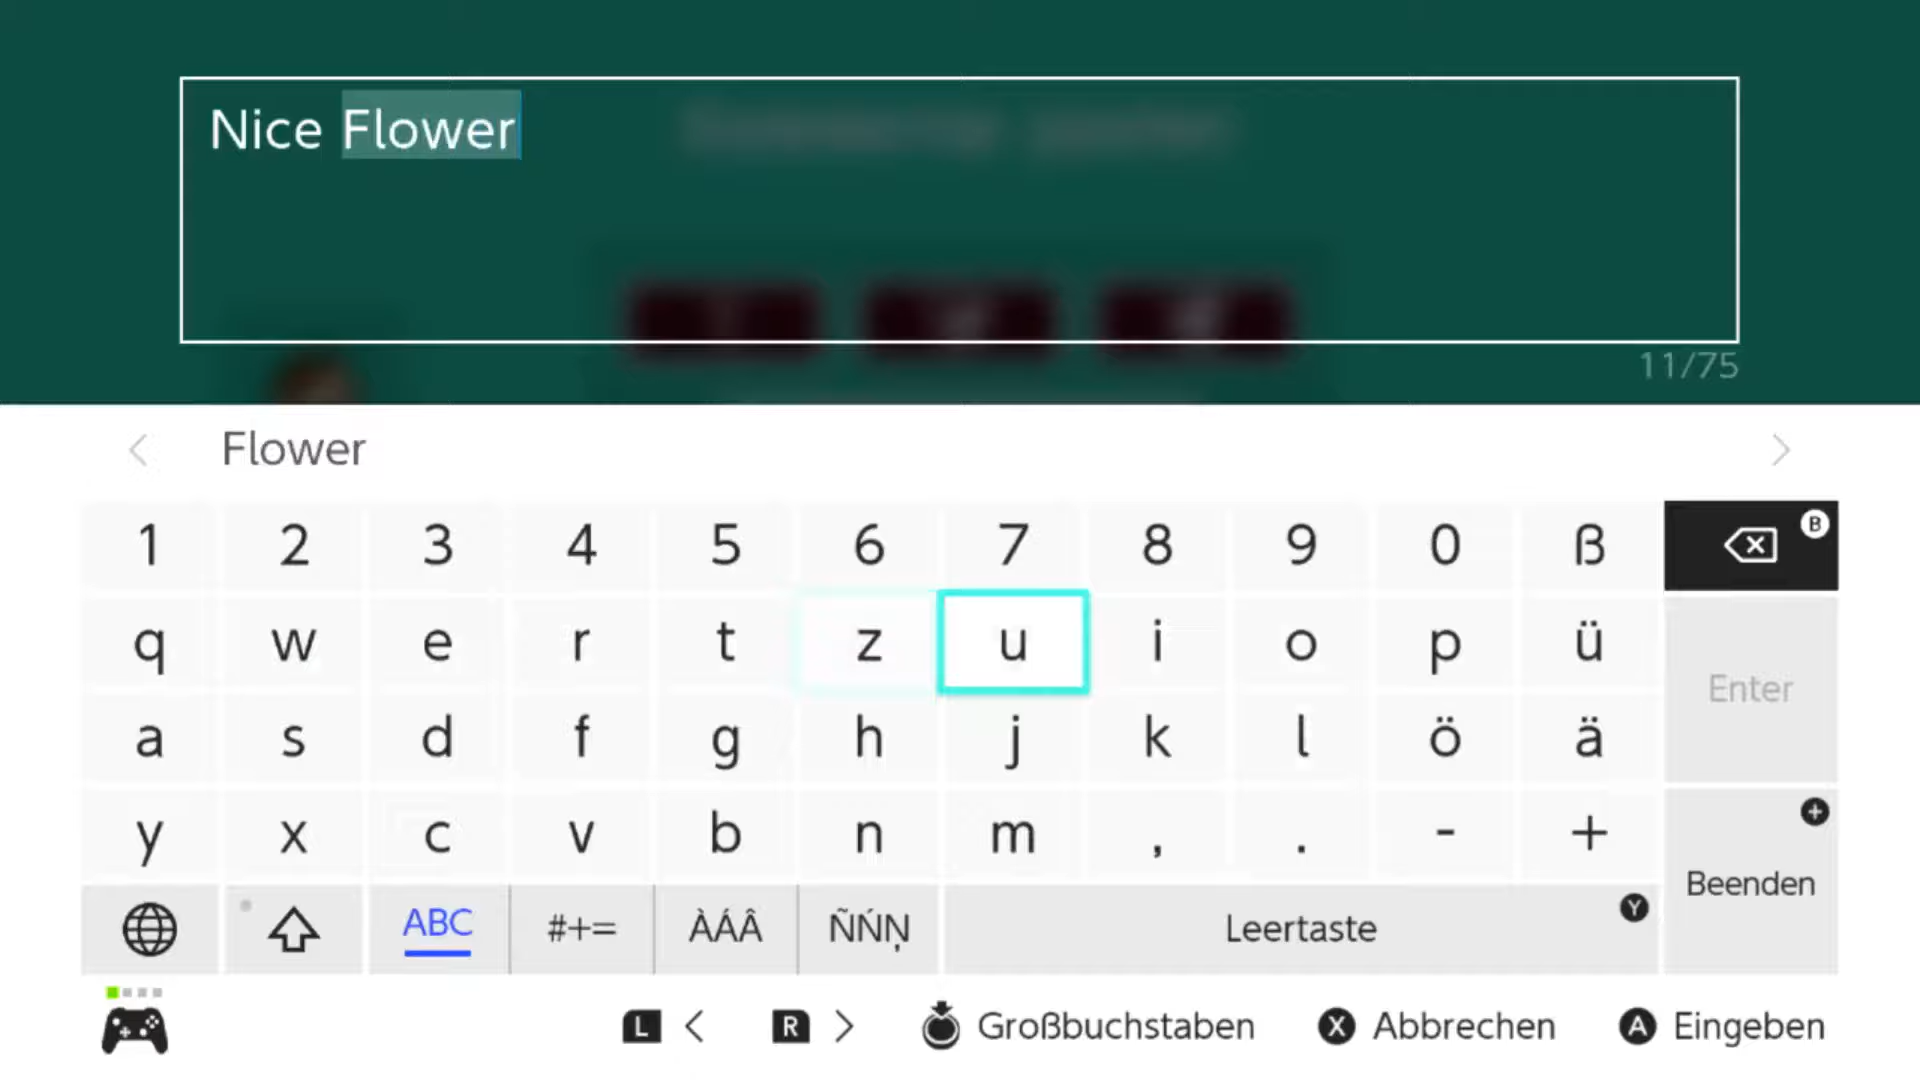 Nice Flower
11/75
Flower
1 2 3 4 5 6 7 8 9 0 ß B
q w e r t z u i o p ü
Enter
a s d f g h j k l ö ä
y x c v b n m , . - +
Beenden
ABC #+= ÀÁÂ ÑŃŅ Leertaste Y
L < R > Großbuchstaben X Abbrechen A Eingeben